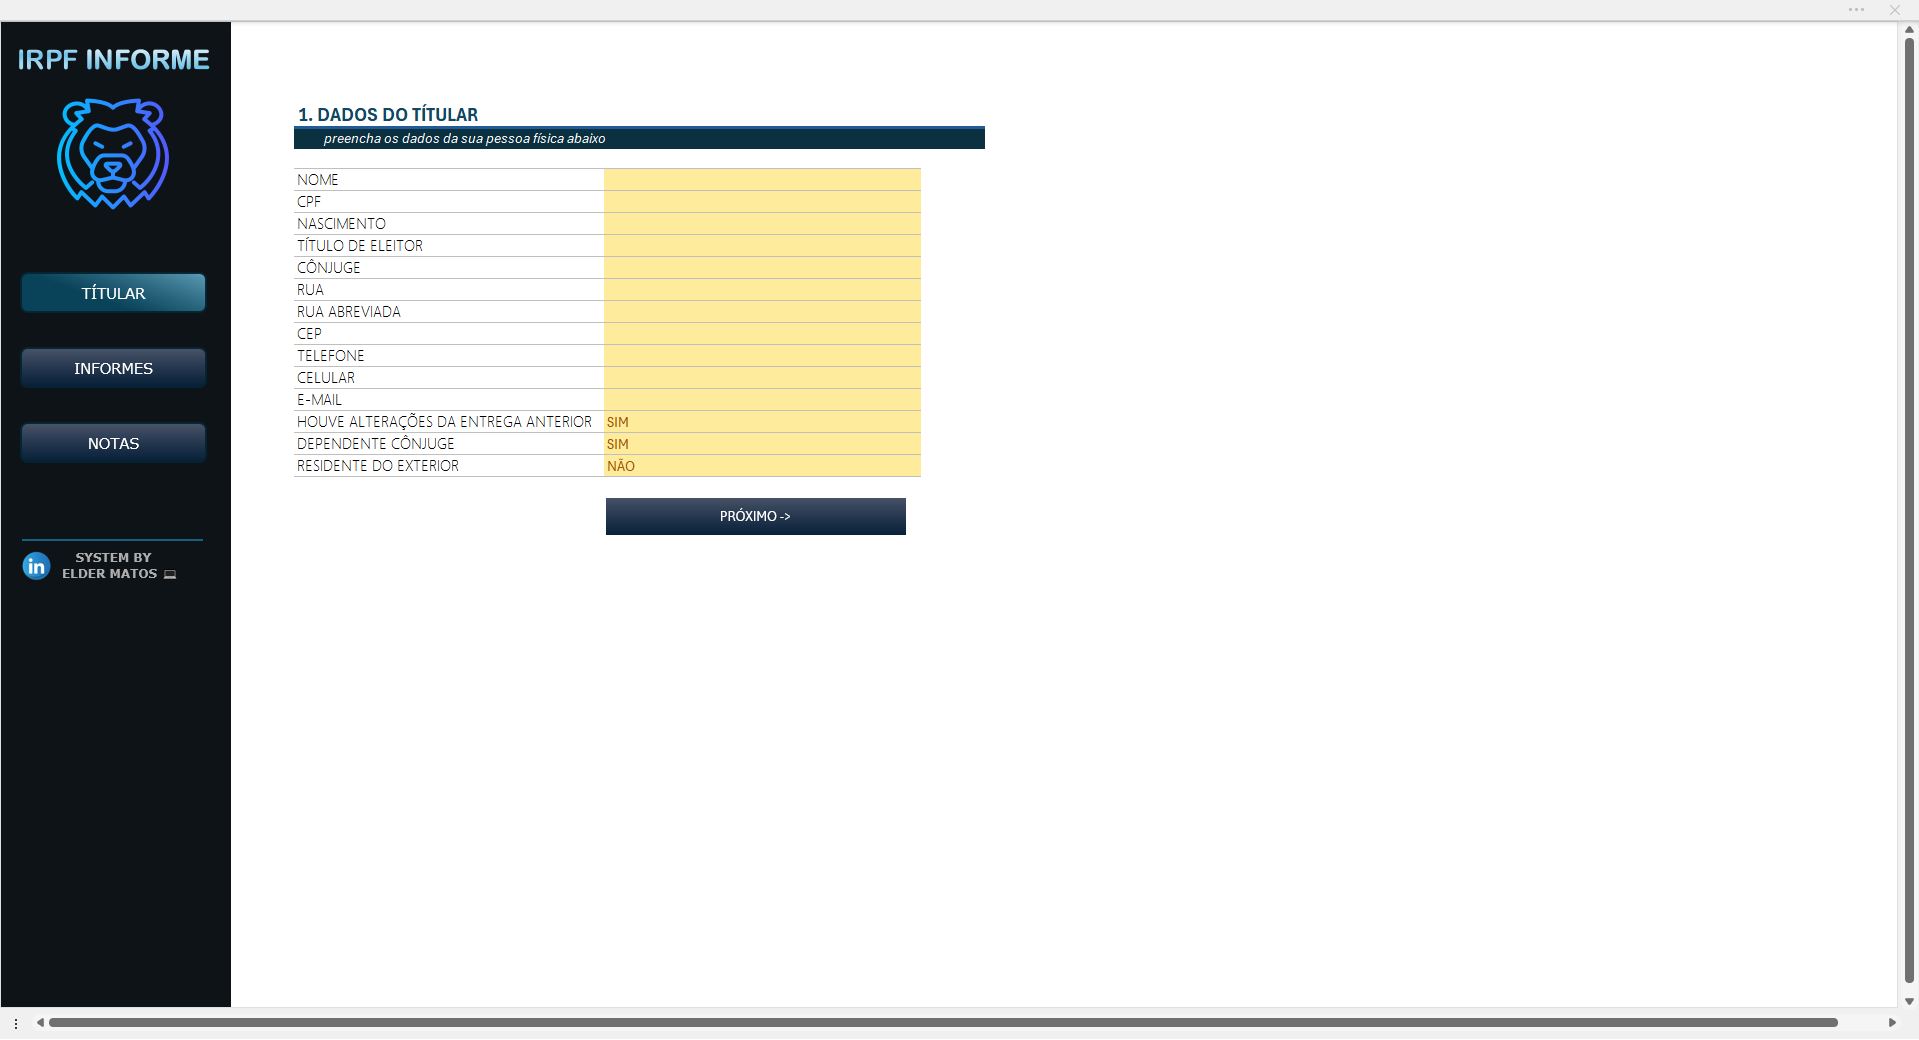 IRPF INFORME
TÍTULAR
INFORMES
NOTAS
in
SYSTEM BY
ELDER MATOS
1. DADOS DO TÍTULAR
preencha os dados da sua pessoa física abaixo
NOME
CPF
NASCIMENTO
TÍTULO DE ELEITOR
CÔNJUGE
RUA
RUA ABREVIADA
CEP
TELEFONE
CELULAR
E-MAIL
HOUVE ALTERAÇÕES DA ENTREGA ANTERIOR SIM
DEPENDENTE CÔNJUGE SIM
RESIDENTE DO EXTERIOR NÃO
PRÓXIMO ->